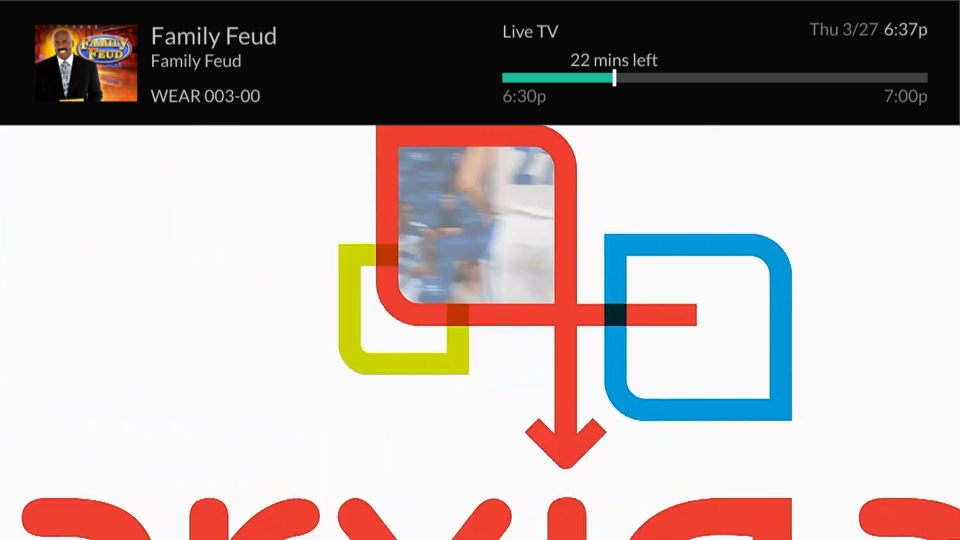 Family Feud
Family Feud
WEAR 003-00
Live TV
Thu 3/27 6:37p
22 mins left
6:30p
7:00p
FAMILY FEUD